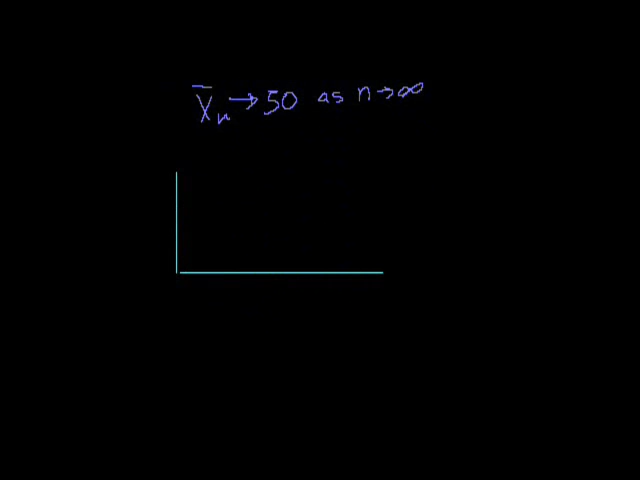 X̄ₙ → 50 as n → ∞